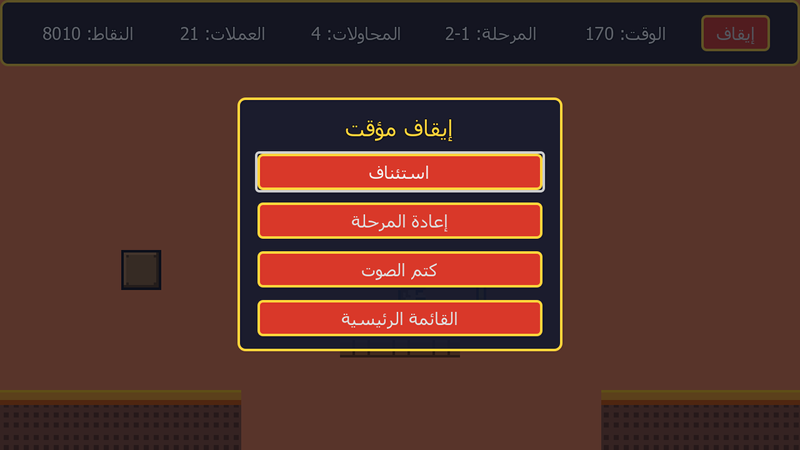 إيقاف الوقت: 170 المرحلة: 1-2 المحاولات: 4 العملات: 21 النقاط: 8010
إيقاف مؤقت
استئناف
إعادة المرحلة
كتم الصوت
القائمة الرئيسية